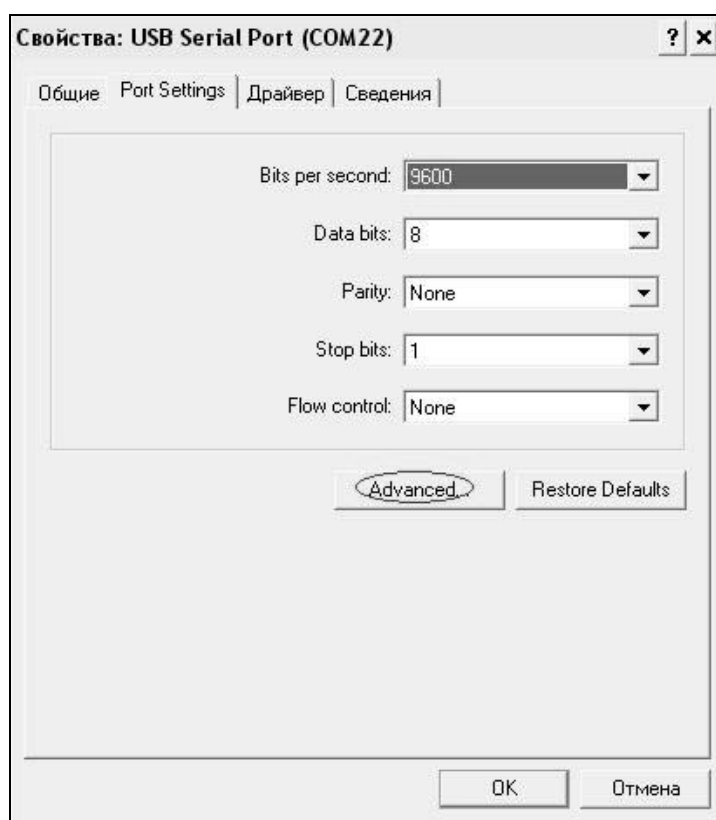 Свойства: USB Serial Port (COM22) ? ×
Общие Port Settings Драйвер Сведения
Bits per second: 9600
Data bits: 8
Parity: None
Stop bits: 1
Flow control: None
Advanced... Restore Defaults
OK Отмена